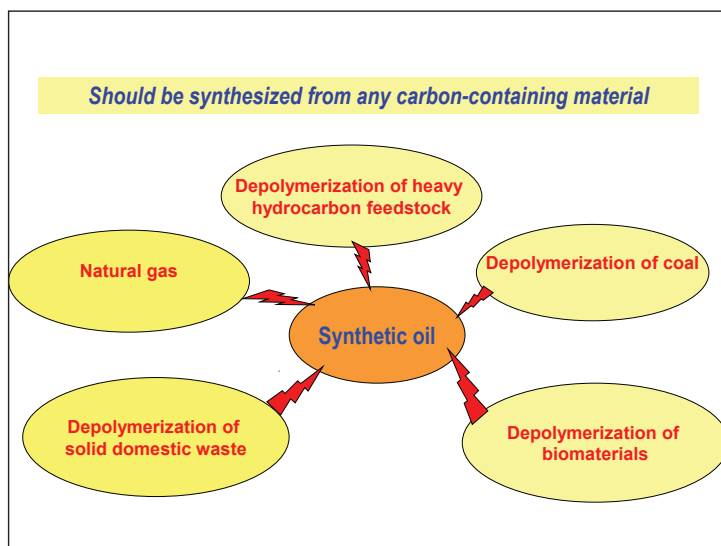 Should be synthesized from any carbon-containing material
Depolymerization of heavy
hydrocarbon feedstock
Natural gas
Depolymerization of coal
Synthetic oil
Depolymerization of
solid domestic waste
Depolymerization of
biomaterials